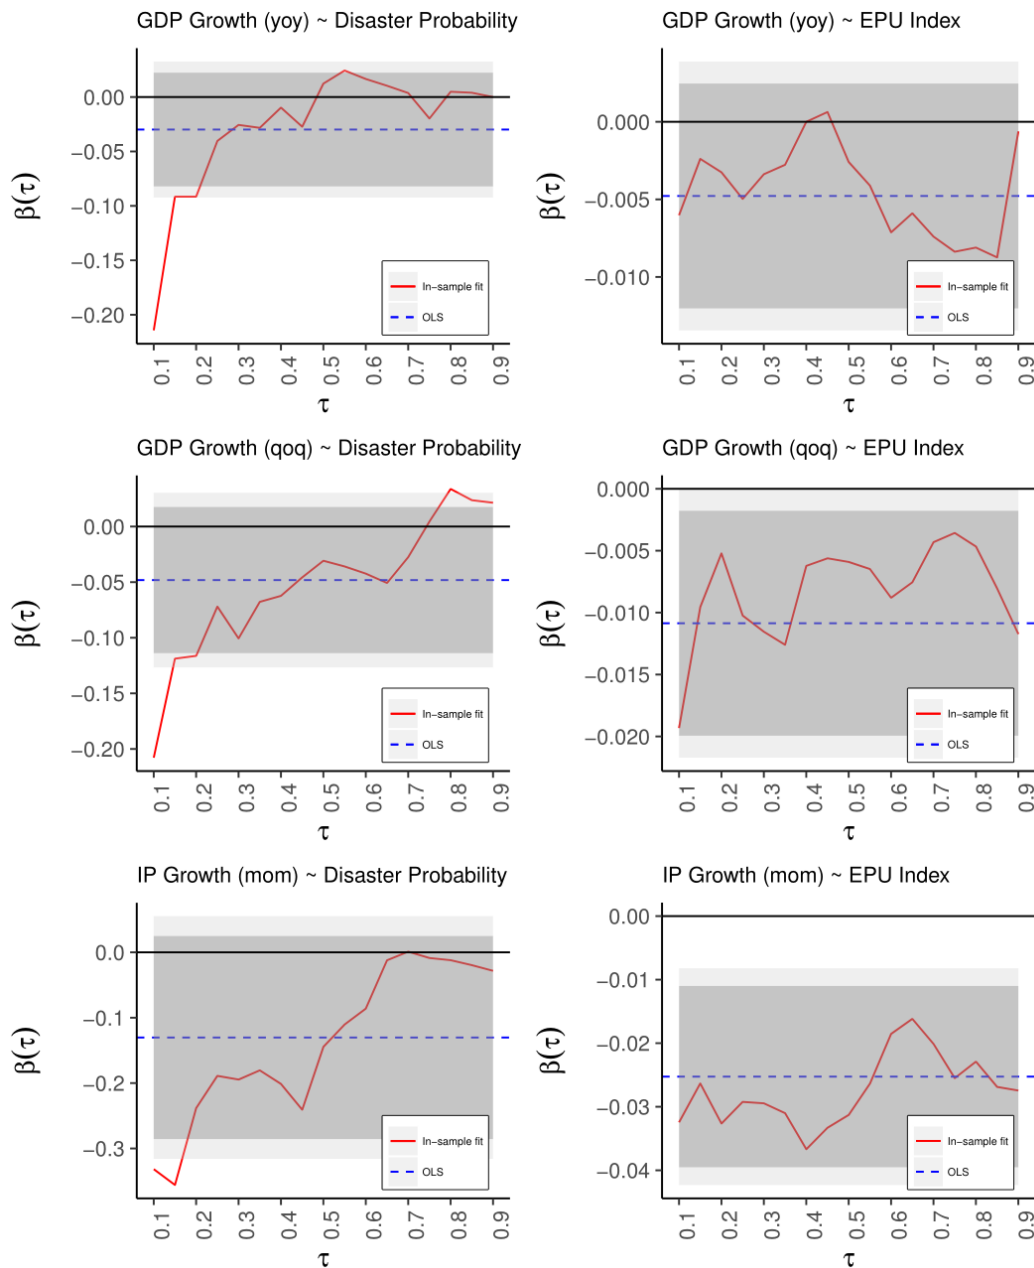 GDP Growth (yoy) ~ Disaster Probability
0.00
−0.05
−0.10
−0.15
−0.20
β(τ)
In−sample fit
OLS
0.1 0.2 0.3 0.4 0.5 0.6 0.7 0.8 0.9
τ
GDP Growth (yoy) ~ EPU Index
0.000
−0.005
−0.010
β(τ)
In−sample fit
OLS
0.1 0.2 0.3 0.4 0.5 0.6 0.7 0.8 0.9
τ
GDP Growth (qoq) ~ Disaster Probability
0.00
−0.05
−0.10
−0.15
−0.20
β(τ)
In−sample fit
OLS
0.1 0.2 0.3 0.4 0.5 0.6 0.7 0.8 0.9
τ
GDP Growth (qoq) ~ EPU Index
0.000
−0.005
−0.010
−0.015
−0.020
β(τ)
In−sample fit
OLS
0.1 0.2 0.3 0.4 0.5 0.6 0.7 0.8 0.9
τ
IP Growth (mom) ~ Disaster Probability
0.0
−0.1
−0.2
−0.3
β(τ)
In−sample fit
OLS
0.1 0.2 0.3 0.4 0.5 0.6 0.7 0.8 0.9
τ
IP Growth (mom) ~ EPU Index
0.00
−0.01
−0.02
−0.03
−0.04
β(τ)
In−sample fit
OLS
0.1 0.2 0.3 0.4 0.5 0.6 0.7 0.8 0.9
τ